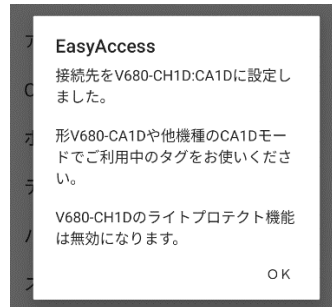 EasyAccess
接続先をV680-CH1D:CA1Dに設定し
ました。
形V680-CA1Dや他機種のCA1Dモー
ドでご利用中のタグをお使いくださ
い。
V680-CH1Dのライトプロテクト機能
は無効になります。
OK